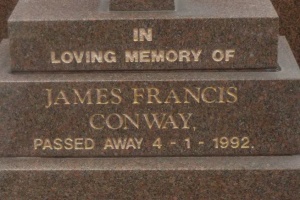 IN
LOVING MEMORY OF
JAMES FRANCIS
CONWAY,
PASSED AWAY 4 - 1 - 1992.